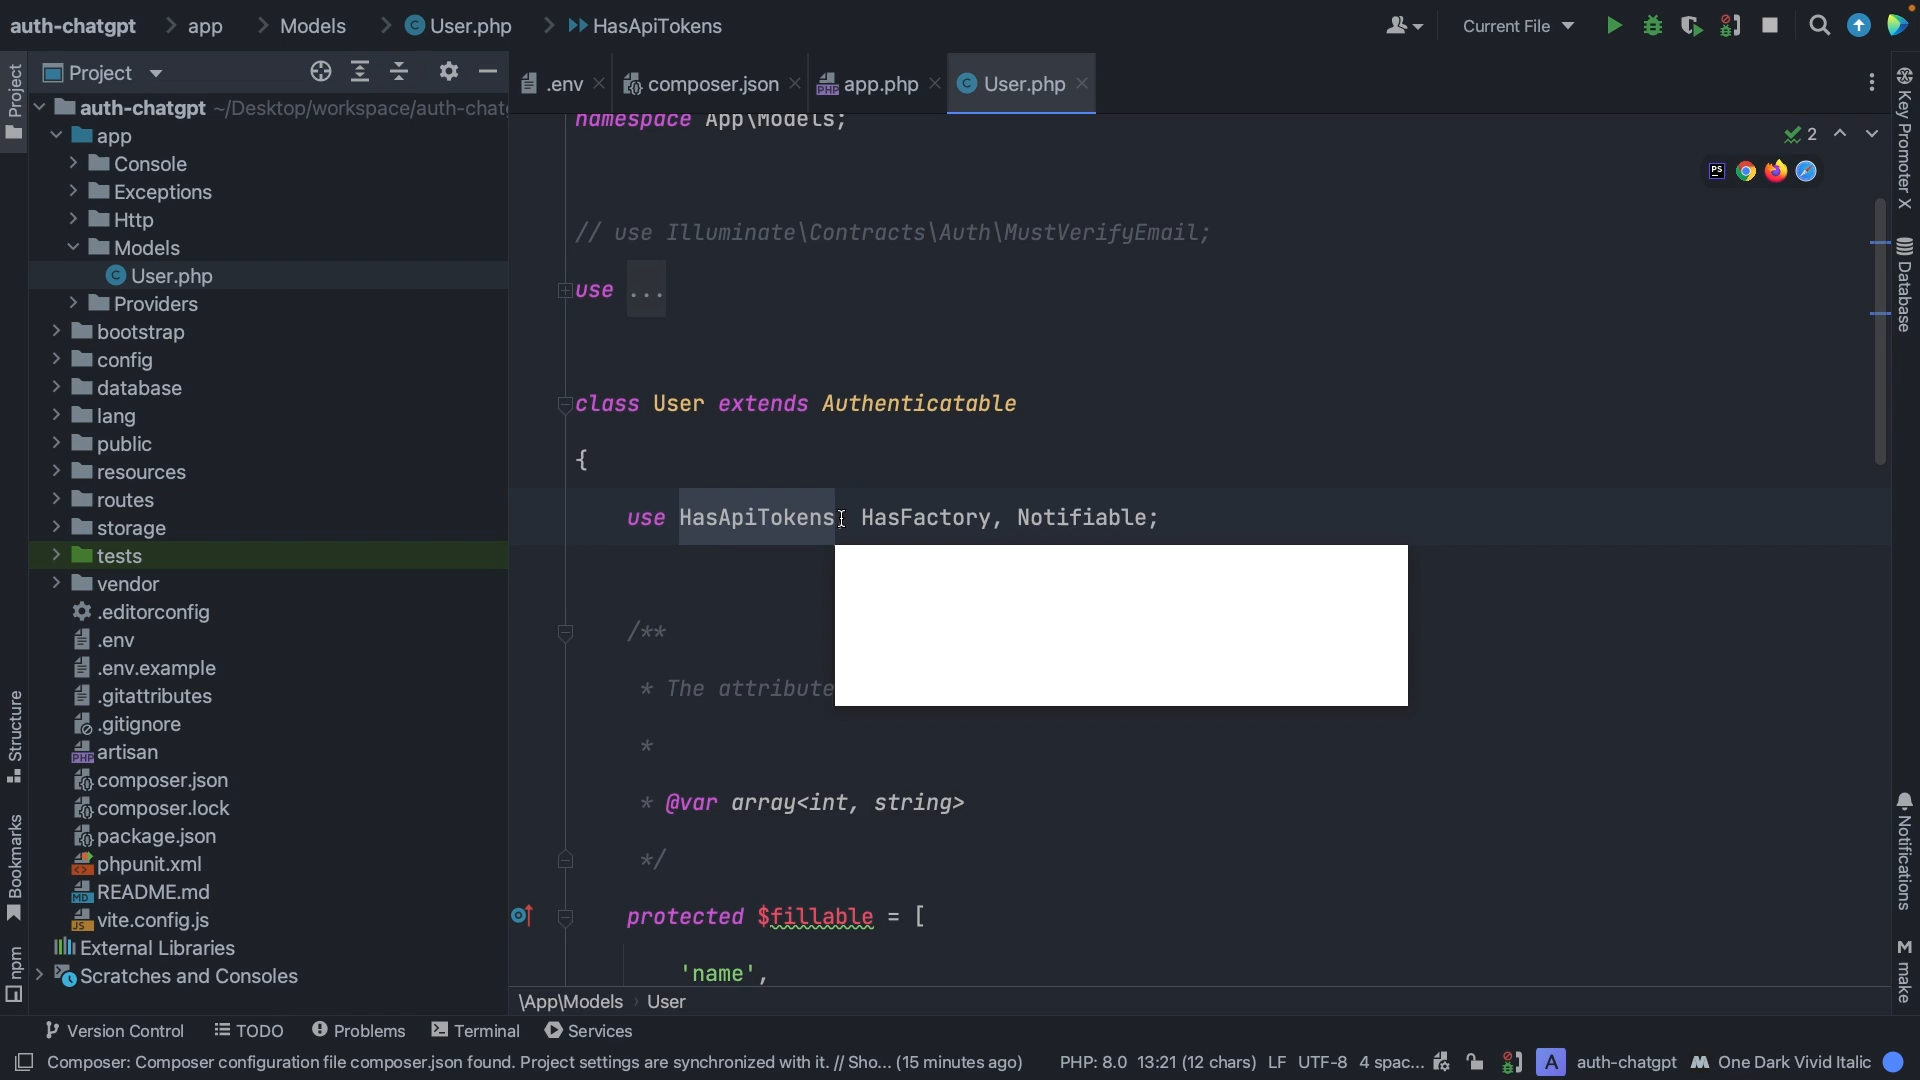 auth-chatgpt > app > Models > User.php > HasApiTokens
Current File
Project
auth-chatgpt ~/Desktop/workspace/auth-chatg
app
Console
Exceptions
Http
Models
User.php
Providers
bootstrap
config
database
lang
public
resources
routes
storage
tests
vendor
.editorconfig
.env
.env.example
.gitattributes
.gitignore
artisan
composer.json
composer.lock
package.json
phpunit.xml
README.md
vite.config.js
External Libraries
Scratches and Consoles
Project
Structure
Bookmarks
npm
.env
composer.json
app.php
User.php
namespace App\Models;
2
// use Illuminate\Contracts\Auth\MustVerifyEmail;
use ...
class User extends Authenticatable
{
use HasApiTokens, HasFactory, Notifiable;
/**
* The attribute
*
* @var array<int, string>
*/
protected $fillable = [
'name',
\App\Models > User
Key Promoter X
Database
Notifications
make
Version Control
TODO
Problems
Terminal
Services
Composer: Composer configuration file composer.json found. Project settings are synchronized with it. // Sho... (15 minutes ago)
PHP: 8.0 13:21 (12 chars) LF UTF-8 4 spac...
A
auth-chatgpt
One Dark Vivid Italic